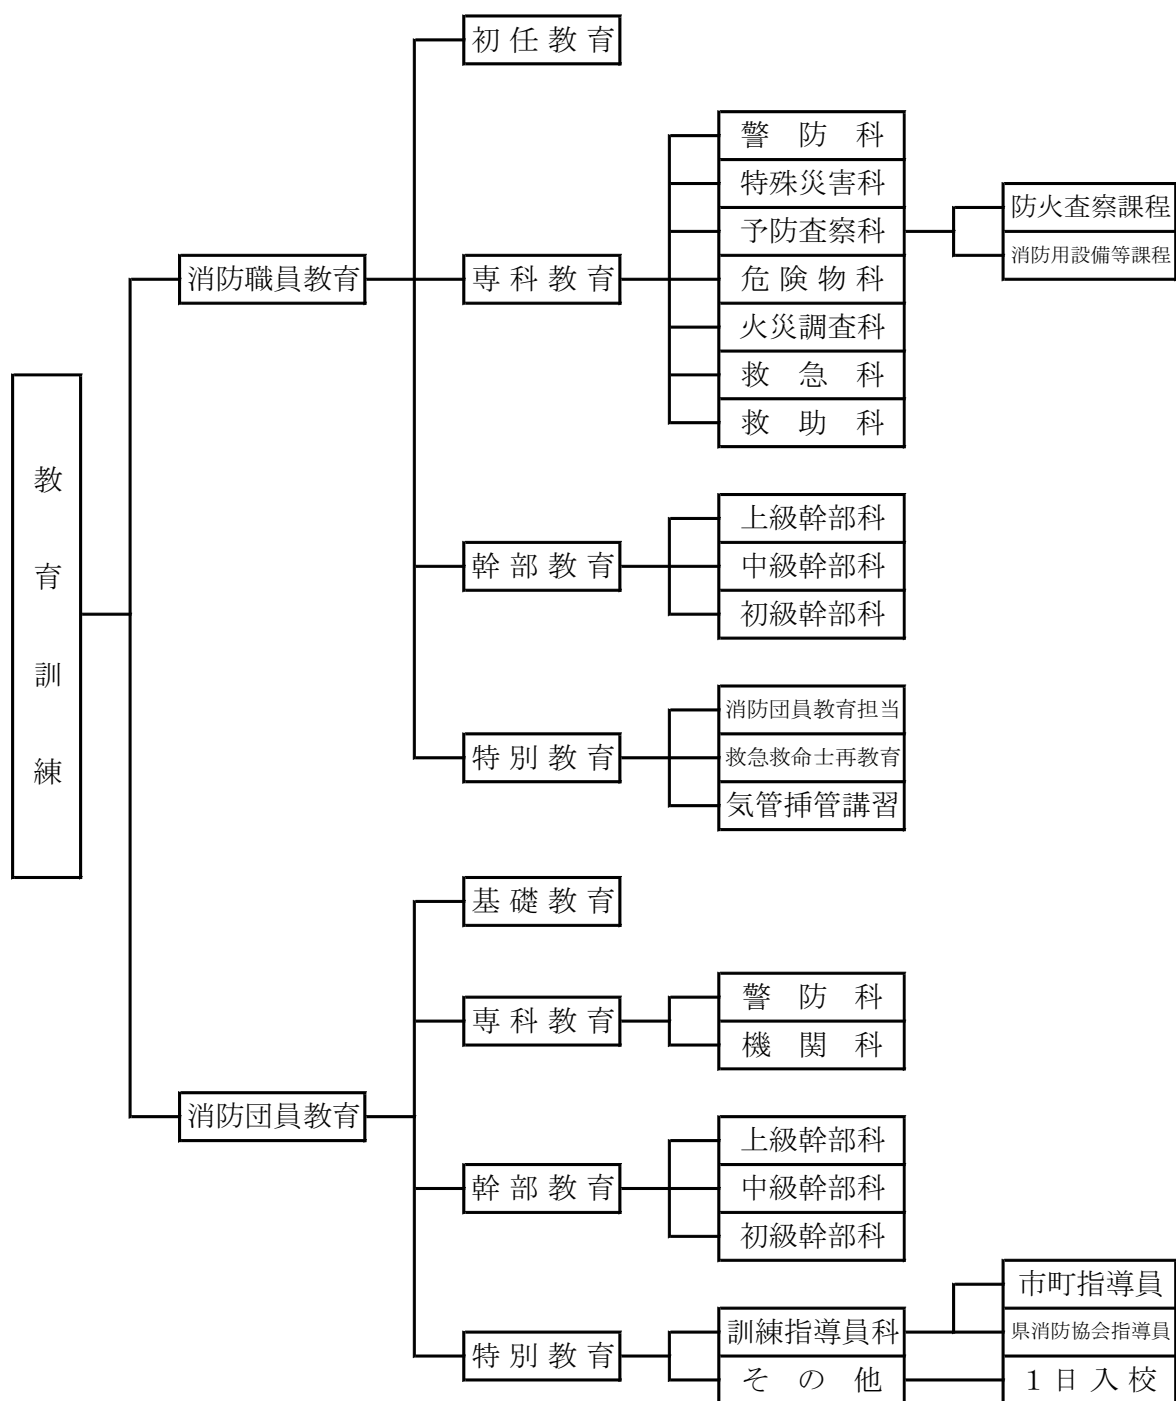 教育訓練
消防職員教育
初任教育
専科教育
警防科
特殊災害科
予防査察科
防火査察課程
消防用設備等課程
危険物科
火災調査科
救急科
救助科
幹部教育
上級幹部科
中級幹部科
初級幹部科
特別教育
消防団員教育担当
救急救命士再教育
気管挿管講習
消防団員教育
基礎教育
専科教育
警防科
機関科
幹部教育
上級幹部科
中級幹部科
初級幹部科
特別教育
訓練指導員科
市町指導員
県消防協会指導員
その他
1日入校